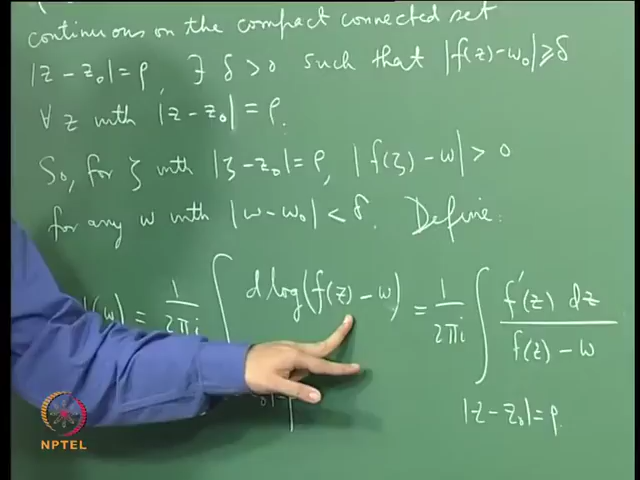 continuous on the compact connected set
|z - z₀| = ρ, ∃ δ > 0 such that |f(z) - w₀| ≥ δ
∀ z with |z - z₀| = ρ.
So, for ζ with |ζ - z₀| = ρ, |f(ζ) - w| > 0
for any w with |w - w₀| < δ. Define:
(w) = 1/2πi ∫ d log(f(z) - w) = 1/2πi ∫ f'(z) dz / f(z) - w
|z - z₀| = ρ.
NPTEL